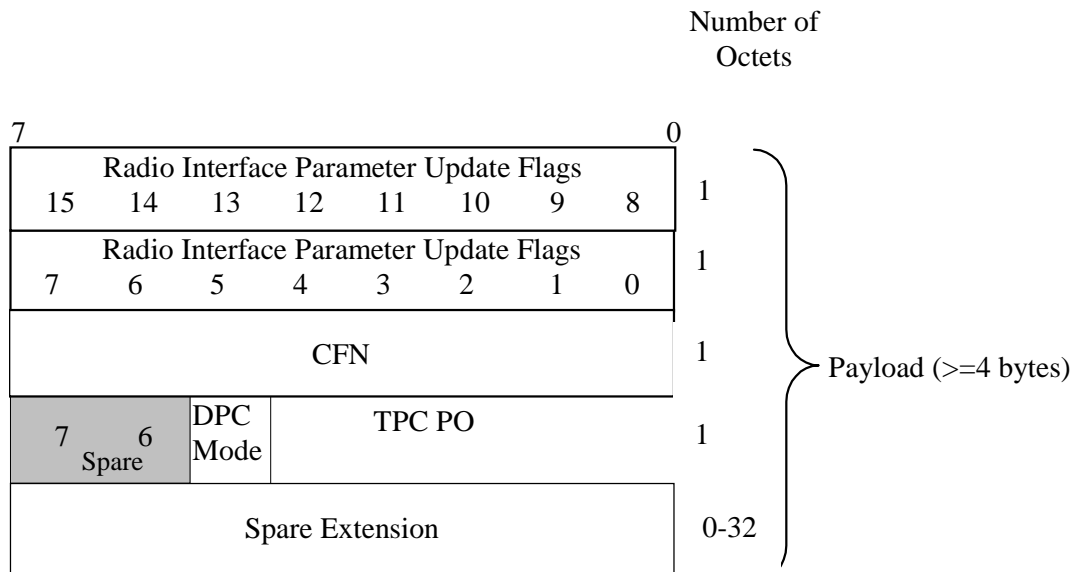 Number of
Octets
7 0
Radio Interface Parameter Update Flags
15 14 13 12 11 10 9 8 1
Radio Interface Parameter Update Flags
7 6 5 4 3 2 1 0 1
CFN 1
Payload (>=4 bytes)
7 6 DPC TPC PO 1
Spare Mode
Spare Extension 0-32